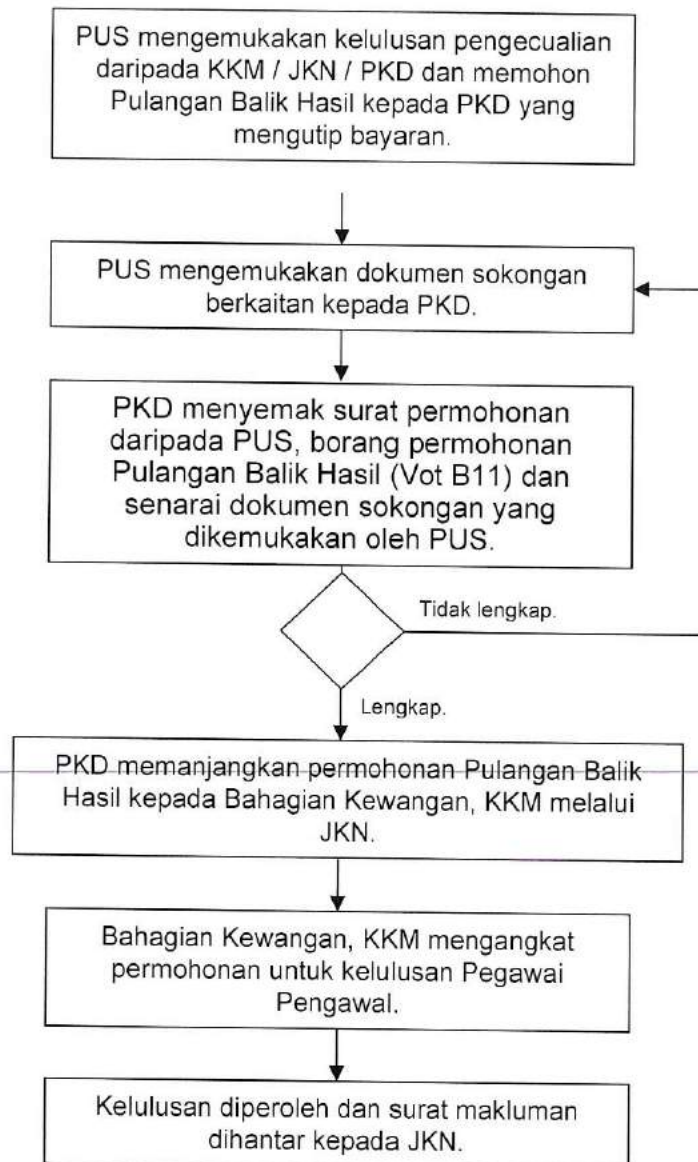 PUS mengemukakan kelulusan pengecualian
daripada KKM / JKN / PKD dan memohon
Pulangan Balik Hasil kepada PKD yang
mengutip bayaran.
PUS mengemukakan dokumen sokongan
berkaitan kepada PKD.
PKD menyemak surat permohonan
daripada PUS, borang permohonan
Pulangan Balik Hasil (Vot B11) dan
senarai dokumen sokongan yang
dikemukakan oleh PUS.
Tidak lengkap.
Lengkap.
PKD memanjangkan permohonan Pulangan Balik
Hasil kepada Bahagian Kewangan, KKM melalui
JKN.
Bahagian Kewangan, KKM mengangkat
permohonan untuk kelulusan Pegawai
Pengawal.
Kelulusan diperoleh dan surat makluman
dihantar kepada JKN.